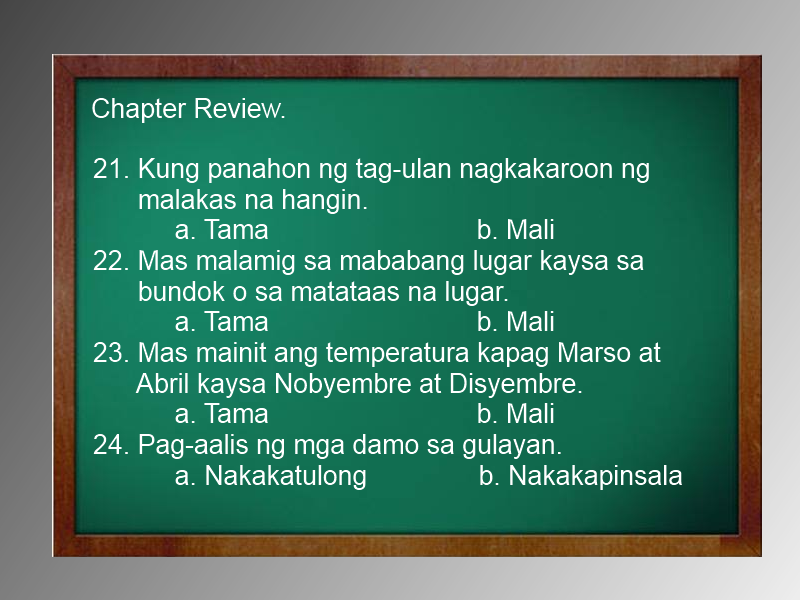 Chapter Review.
21. Kung panahon ng tag-ulan nagkakaroon ng
malakas na hangin.
a. Tama b. Mali
22. Mas malamig sa mababang lugar kaysa sa
bundok o sa matataas na lugar.
a. Tama b. Mali
23. Mas mainit ang temperatura kapag Marso at
Abril kaysa Nobyembre at Disyembre.
a. Tama b. Mali
24. Pag-aalis ng mga damo sa gulayan.
a. Nakakatulong b. Nakakapinsala